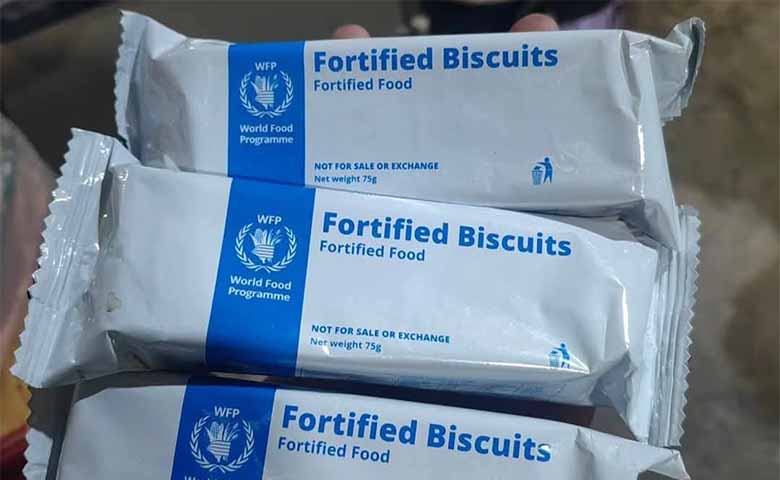 WFP
World Food
Programme
Fortified Biscuits
Fortified Food
NOT FOR SALE OR EXCHANGE
Net weight 75g
WFP
World Food
Programme
Fortified Biscuits
Fortified Food
NOT FOR SALE OR EXCHANGE
Net weight 75g
WFP
Fortified Biscuits
Fortified Food